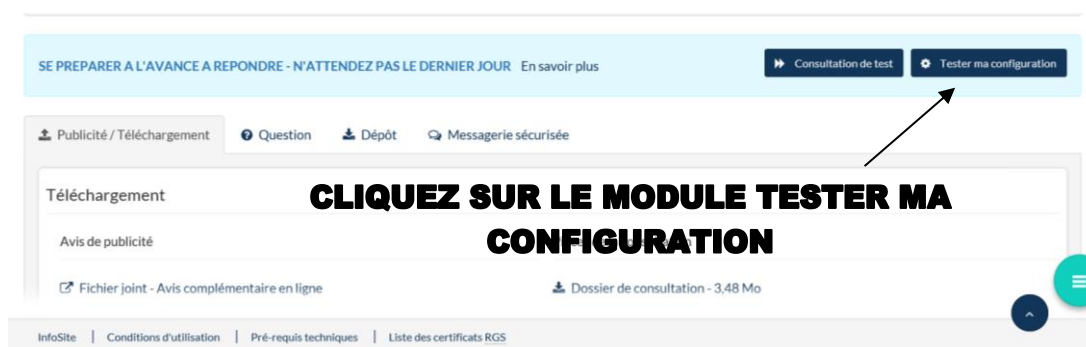 SE PREPARER A L'AVANCE A REPONDRE - N'ATTENDEZ PAS LE DERNIER JOUR En savoir plus
Consultation de test
Tester ma configuration
Publicité / Téléchargement Question Dépôt Messagerie sécurisée
Téléchargement
CLIQUEZ SUR LE MODULE TESTER MA
CONFIGURATION
Avis de publicité
Fichier joint - Avis complémentaire en ligne
Dossier de consultation - 3,48 Mo
InfoSite | Conditions d'utilisation | Pré-requis techniques | Liste des certificats RGS